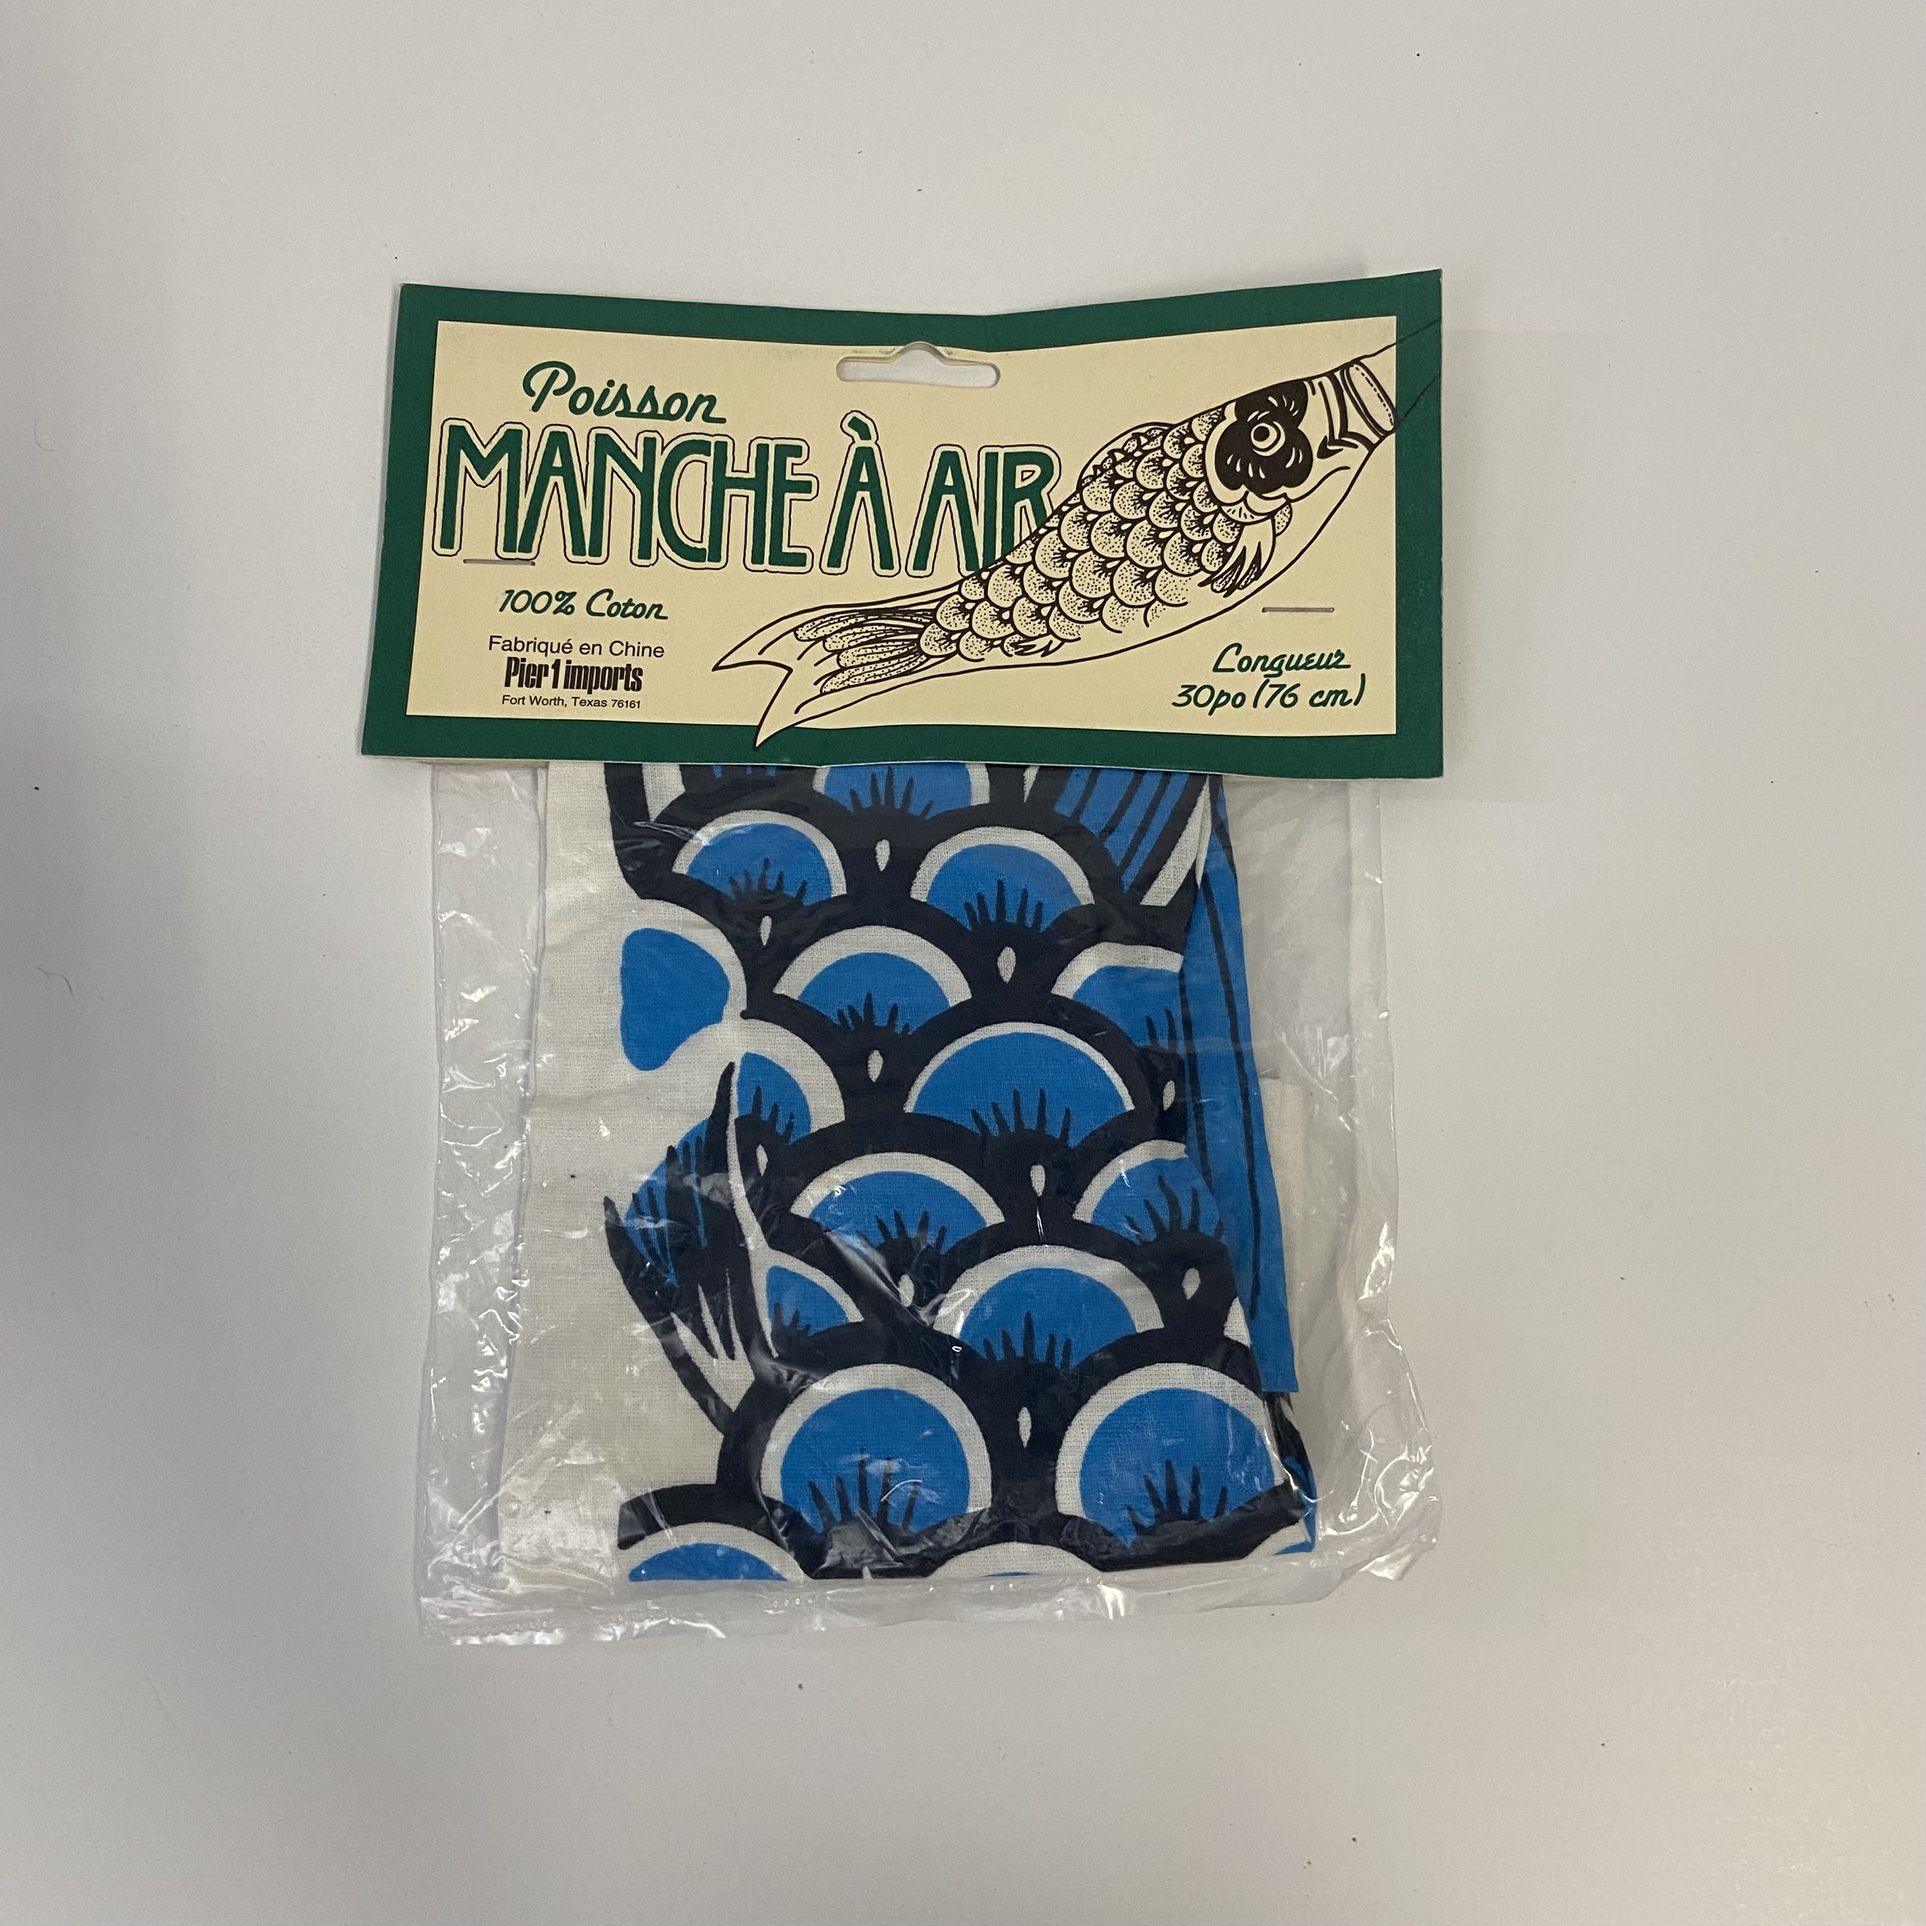 Poisson
MANCHE À AIR
100% Coton
Fabriqué en Chine
Pier 1 imports
Fort Worth, Texas 76161
Longueur
30po (76 cm)